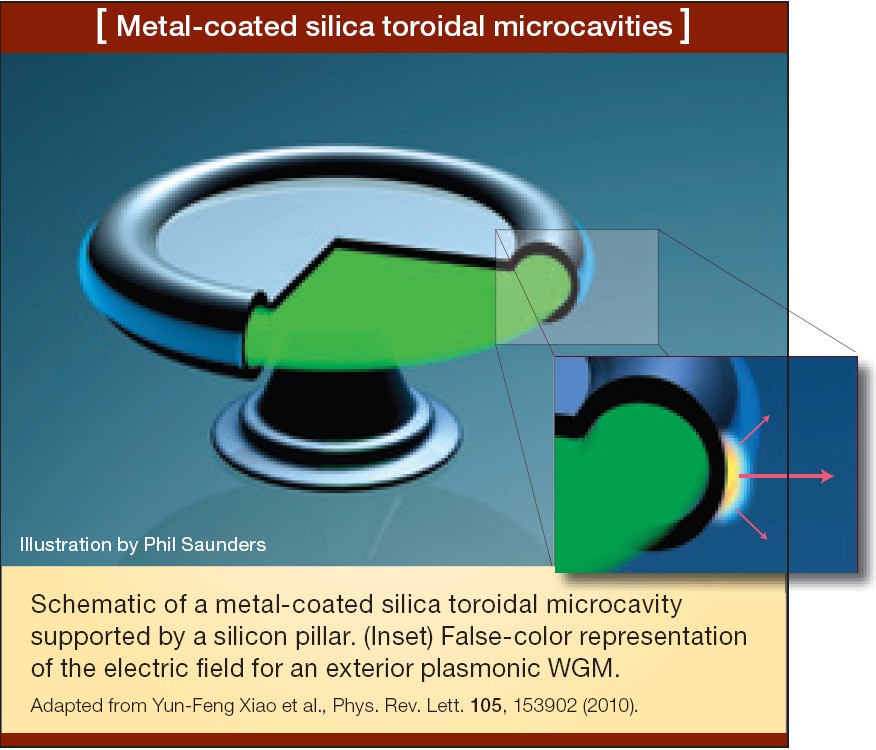 [ Metal-coated silica toroidal microcavities ]
Illustration by Phil Saunders
Schematic of a metal-coated silica toroidal microcavity
supported by a silicon pillar. (Inset) False-color representation
of the electric field for an exterior plasmonic WGM.
Adapted from Yun-Feng Xiao et al., Phys. Rev. Lett. 105, 153902 (2010).